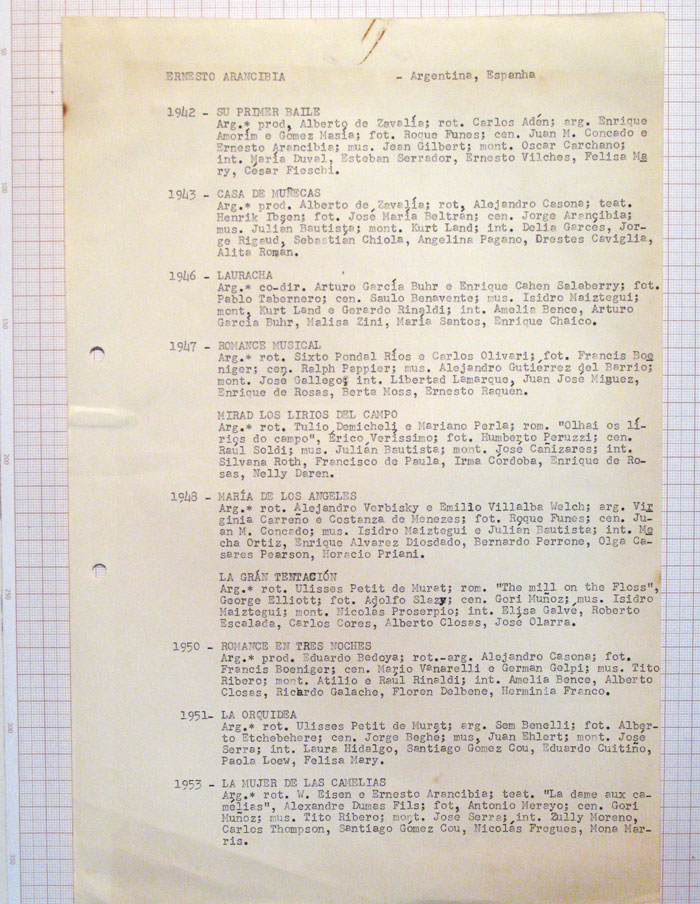 ERNESTO ARANCIBIA - Argentina, Espanha
1942 - SU PRIMER BAILE
Arg.* prod, Alberto de Zavalía; rot. Carlos Adén; arg. Enrique
Amorím e Gomez Masía; fot. Roque Funes; cen. Juan M. Concado e
Ernesto Arancibia; mus. Jean Gilbert; mont. Oscar Carchano;
int. María Duval, Esteban Serrador, Ernesto Vilches, Felisa Ma
ry, César Fieschi.
1943 - CASA DE MUÑECAS
Arg.* prod. Alberto de Zavalía; rot, Alejandro Casona; teat.
Henrik Ibsen; fot. José María Beltrán; cen. Jorge Arancibia;
mus. Julián Bautista; mont. Kurt Land; int. Delia Garces, Jor-
ge Rigaud, Sebastian Chiola, Angelina Pagano, Drestes Caviglia,
Alita Román.
1946 - LAURACHA
Arg.* co-dir. Arturo García Buhr e Enrique Cahen Salaberry; fot.
Pablo Tabernero; cen. Saulo Benavente; mus. Isidro Maiztegui;
mont, Kurt Land e Gerardo Rinaldi; int. Amelia Bence, Arturo
García Buhr, Malisa Zini, María Santos, Enrique Chaico.
1947 - ROMANCE MUSICAL
Arg.* rot. Sixto Pondal Ríos e Carlos Olivari; fot. Francis Boe
niger; cen. Ralph Pappier; mus. Alejandro Gutiérrez del Barrio;
mont. José Gallego; int. Libertad Lamarque, Juan José Miguez,
Enrique de Rosas, Berta Moss, Ernesto Raquen.
MIRAD LOS LIRIOS DEL CAMPO
Arg.* rot. Tulio Demicheli e Mariano Perla; rom. "Olhai os lí-
rios do campo", Érico Veríssimo; fot. Humberto Peruzzi; cen.
Raúl Soldi; mus. Julián Bautista; mont. José Cañizares; int.
Silvana Roth, Francisco de Paula, Irma Córdoba, Enrique de Ro-
sas, Nelly Daren.
1948 - MARÍA DE LOS ANGELES
Arg.* rot. Alejandro Verbisky e Emilio Villalba Welch; arg. Vir
ginia Carreño e Costanza de Menezes; fot. Roque Funes; cen. Ju-
an M. Concado; mus. Isidro Maiztegui e Julián Bautista; int. Me
cha Ortiz, Enrique Alvarez Diosdado, Bernardo Perrone, Olga Ca-
sares Pearson, Horacio Priani.
LA GRÁN TENTACIÓN
Arg.* rot. Ulisses Petit de Murat; rom. "The mill on the Floss",
George Elliott; fot. Adolfo Slazy; cen. Gori Muñoz; mus. Isidro
Maiztegui; mont. Nicolás Proserpio; int. Elisa Galvé, Roberto
Escalada, Carlos Cores, Alberto Closas, José Olarra.
1950 - ROMANCE EN TRES NOCHES
Arg.* prod. Eduardo Bedoya; rot.-arg. Alejandro Casona; fot.
Francis Boeniger; cen. Mario Vanarelli e German Gelpi; mus. Tito
Ribero; mont. Atilio e Raúl Rinaldi; int. Amelia Bence, Alberto
Closas, Ricardo Galache, Floren Delbene, Herminia Franco.
1951- LA ORQUIDEA
Arg.* rot. Ulisses Petit de Murat; arg. Sem Benelli; fot. Alber-
to Etchebehere; cen. Jorge Beghé; mus, Juan Ehlert; mont. José
Serra; int. Laura Hidalgo, Santiago Gomez Cou, Eduardo Cuitiño,
Paola Loew, Felisa Mary.
1953 - LA MUJER DE LAS CAMELIAS
Arg.* rot. W. Eisen e Ernesto Arancibia; teat. "La dame aux ca-
mélias", Alexandre Dumas Fils; fot, Antonio Merayo; cen. Gori
Muñoz; mus. Tito Ribero; mont. José Serra; int. Zully Moreno,
Carlos Thompson, Santiago Gómez Cou, Nicolás Fregues, Mona Mar-
ris.